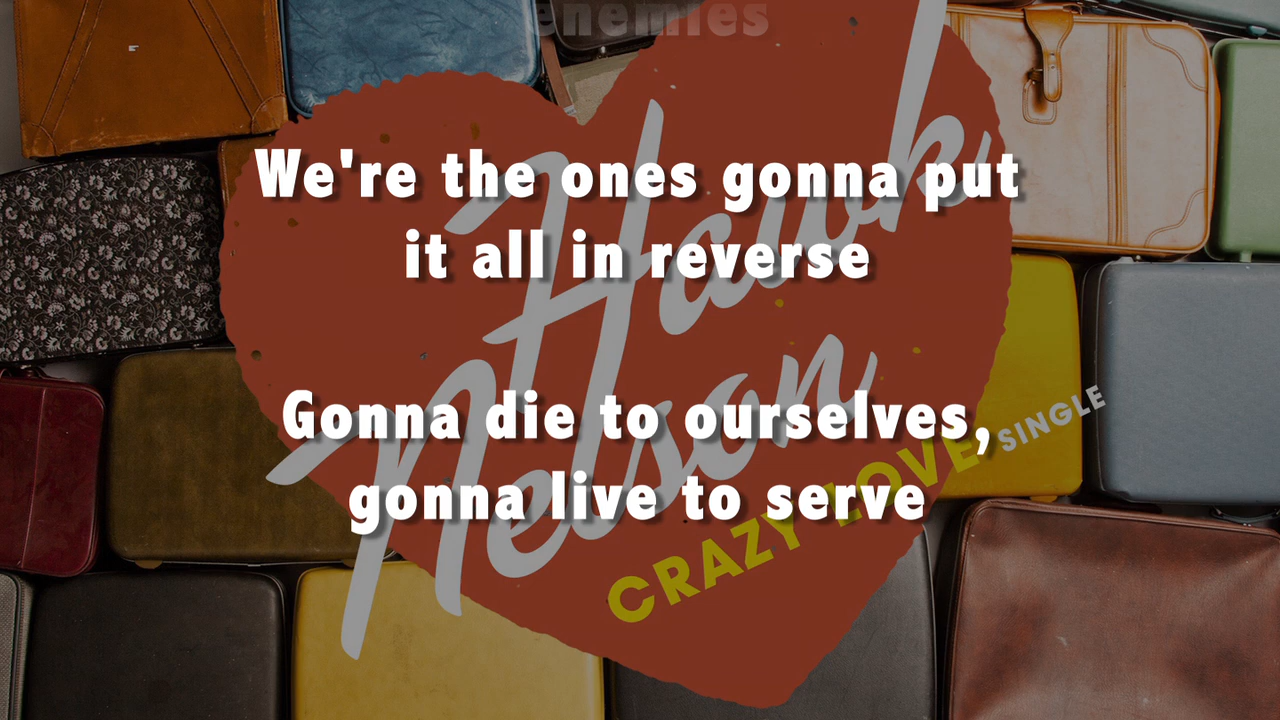 enemies
We're the ones gonna put
it all in reverse
Gonna die to ourselves,
gonna live to serve
Hawk
Nelson
CRAZY LOVE SINGLE